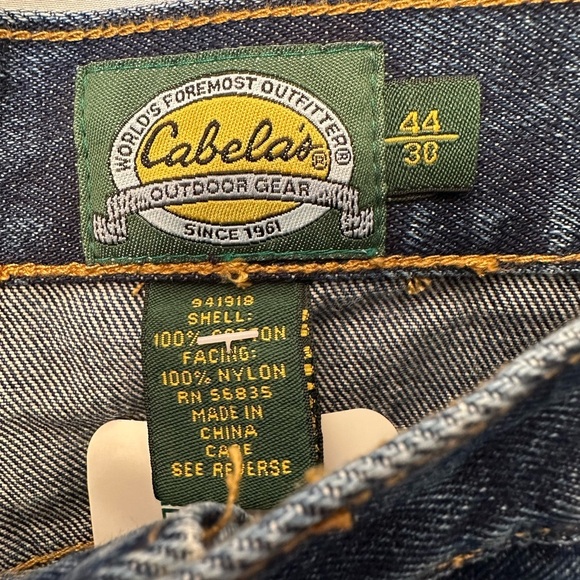 WORLD'S FOREMOST OUTFITTER®
Cabela's®
OUTDOOR GEAR
SINCE 1961
44
30
941918
SHELL:
100% COTTON
FACING:
100% NYLON
RN 56835
MADE IN
CHINA
CARE
SEE REVERSE